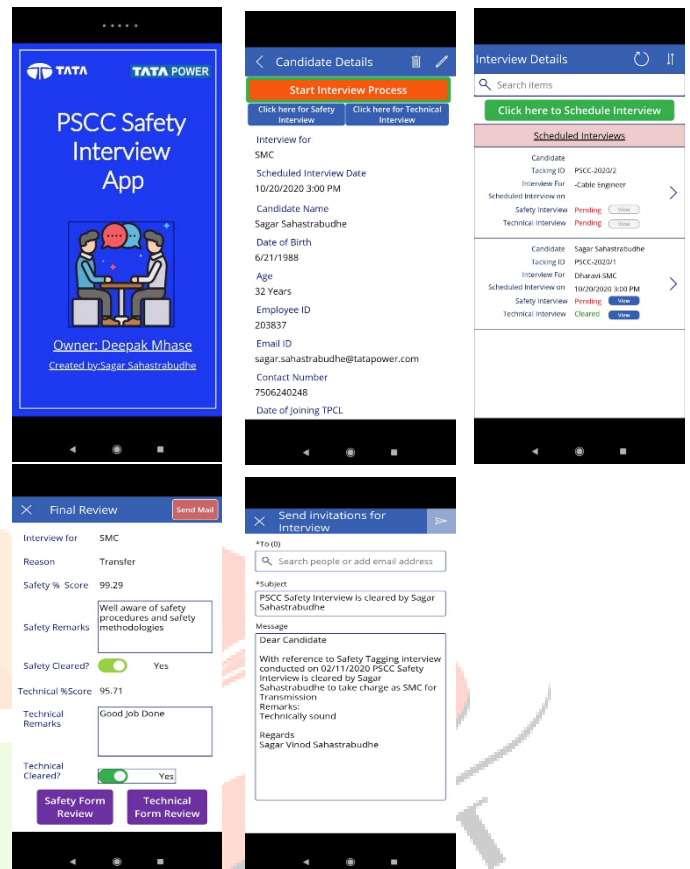 TATA
TATA POWER
PSCC Safety
Interview
App
Owner: Deepak Mhase
Created by:Sagar Sahastrabudhe
Candidate Details
Start Interview Process
Click here for Safety
Interview
Click here for Technical
Interview
Interview for
SMC
Scheduled Interview Date
10/20/2020 3:00 PM
Candidate Name
Sagar Sahastrabudhe
Date of Birth
6/21/1988
Age
32 Years
Employee ID
203837
Email ID
sagar.sahastrabudhe@tatapower.com
Contact Number
7506240248
Date of Joining TPCL
Interview Details
Search items
Click here to Schedule Interview
Scheduled Interviews
Candidate
Tacking ID PSCC-2020/2
Interview For -Cable Engineer
Scheduled Interview on
Safety Interview Pending View
Technical Interview Pending View
Candidate Sagar Sahastrabudhe
Tacking ID PSCC-2020/1
Interview For Dharavi-SMC
Scheduled Interview on 10/20/2020 3:00 PM
Safety Interview Pending View
Technical Interview Cleared View
Final Review
Send Mail
Interview for SMC
Reason Transfer
Safety % Score 99.29
Safety Remarks
Well aware of safety
procedures and safety
methodologies
Safety Cleared? Yes
Technical %Score 95.71
Technical
Remarks
Good Job Done
Technical
Cleared?
Yes
Safety Form
Review
Technical
Form Review
Send invitations for
Interview
*To (0)
Search people or add email address
*Subject
PSCC Safety Interview is cleared by Sagar
Sahastrabudhe
Message
Dear Candidate
With reference to Safety Tagging interview
conducted on 02/11/2020 PSCC Safety
Interview is cleared by Sagar
Sahastrabudhe to take charge as SMC for
Transmission
Remarks:
Technically sound
Regards
Sagar Vinod Sahastrabudhe